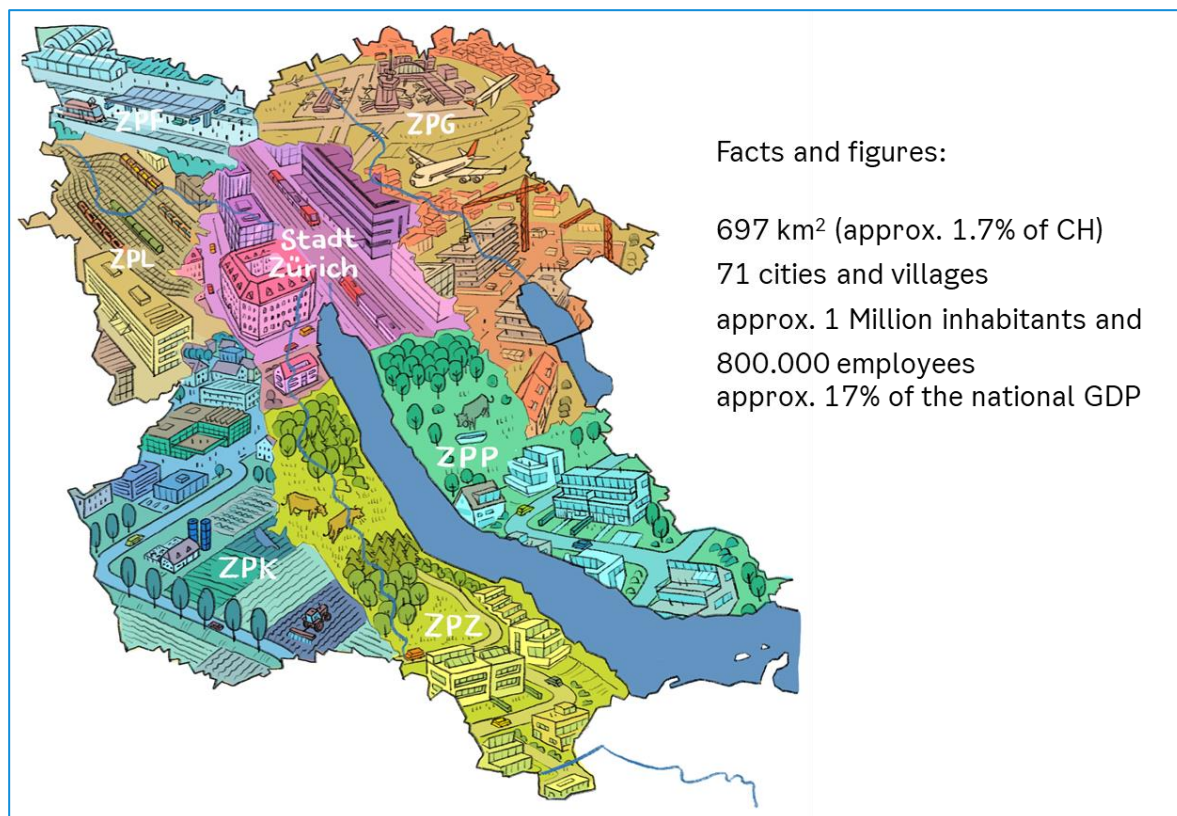 ZPF
ZPG
ZPL
Stadt
Zürich
ZPP
ZPK
ZPZ
Facts and figures:
697 km² (approx. 1.7% of CH)
71 cities and villages
approx. 1 Million inhabitants and
800.000 employees
approx. 17% of the national GDP